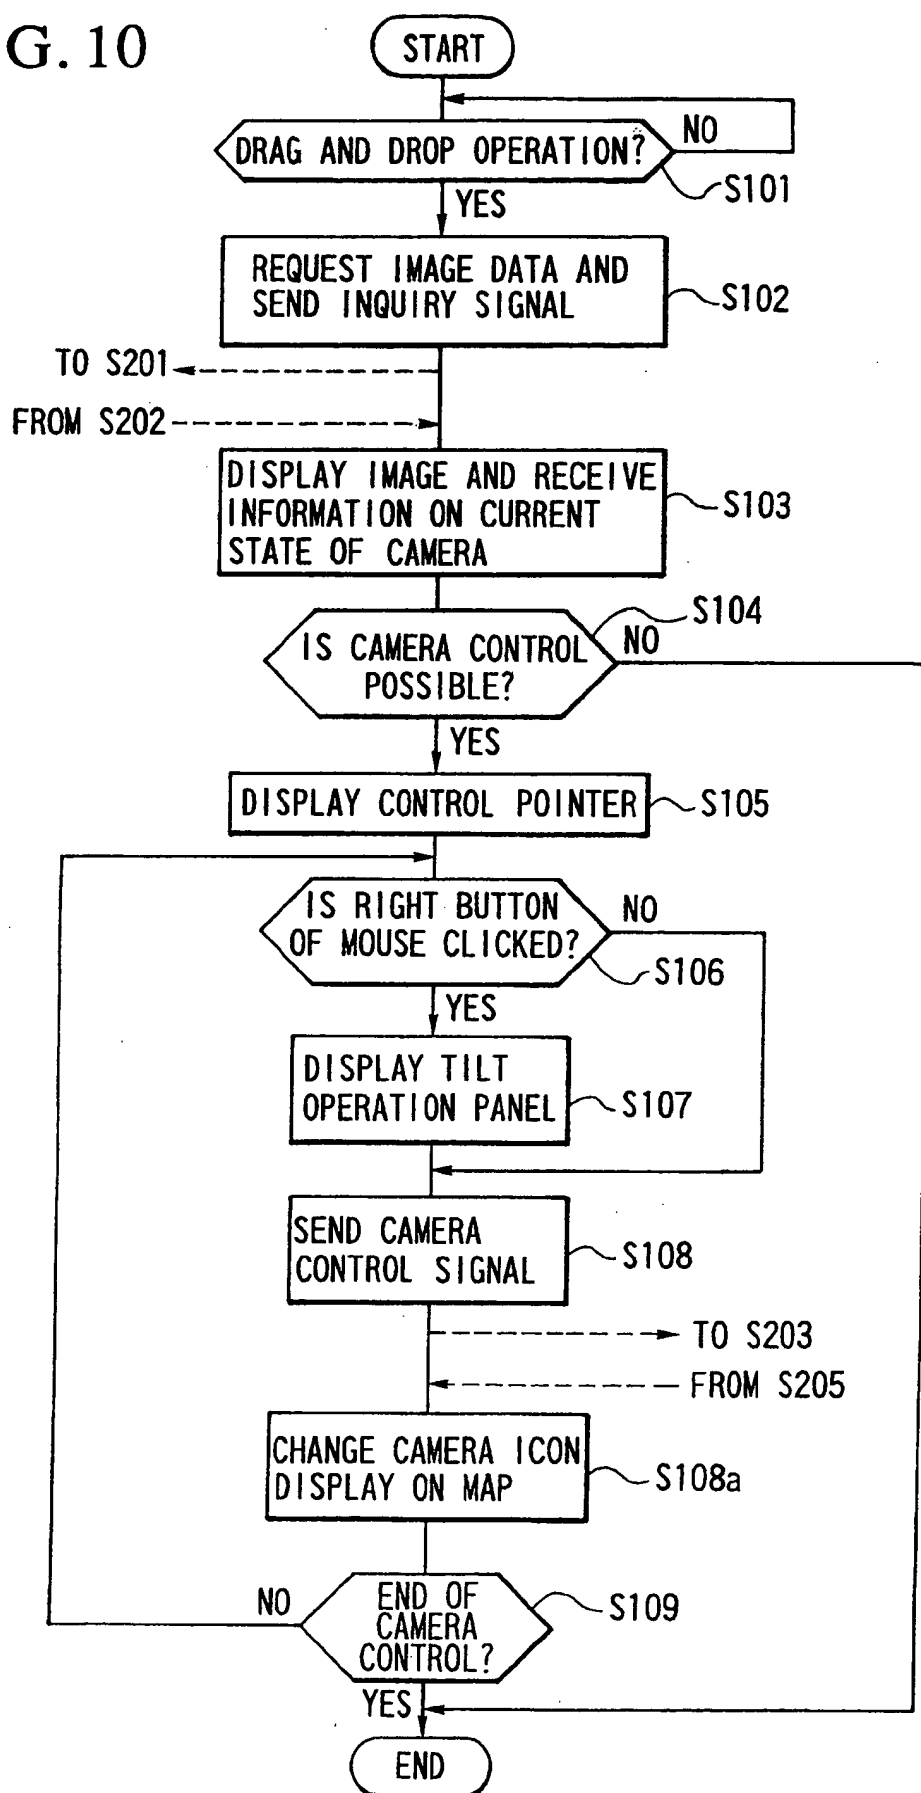 G. 10
START
DRAG AND DROP OPERATION?
NO
S101
YES
REQUEST IMAGE DATA AND
SEND INQUIRY SIGNAL
S102
TO S201
FROM S202
DISPLAY IMAGE AND RECEIVE
INFORMATION ON CURRENT
STATE OF CAMERA
S103
S104
IS CAMERA CONTROL
POSSIBLE?
NO
YES
DISPLAY CONTROL POINTER
S105
IS RIGHT BUTTON
OF MOUSE CLICKED?
NO
S106
YES
DISPLAY TILT
OPERATION PANEL
S107
SEND CAMERA
CONTROL SIGNAL
S108
TO S203
FROM S205
CHANGE CAMERA ICON
DISPLAY ON MAP
S108a
NO
END OF
CAMERA
CONTROL?
S109
YES
END